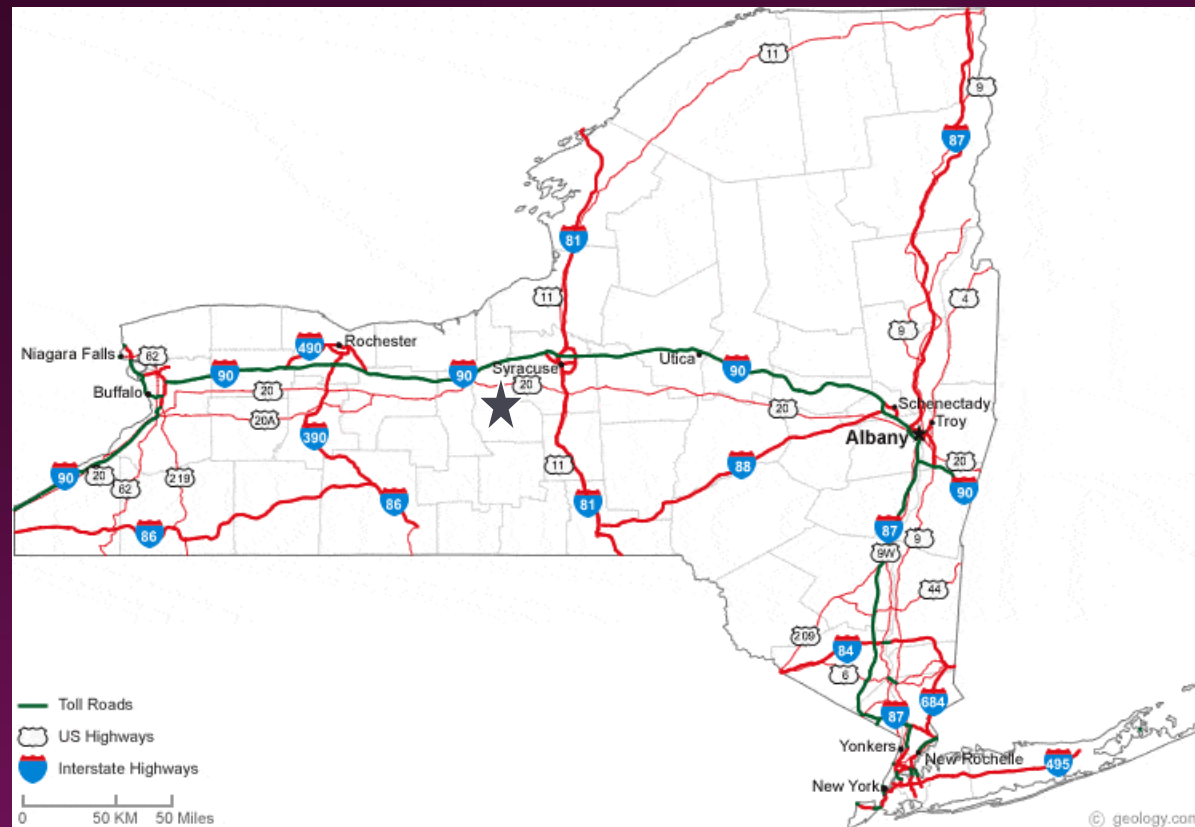 11
9
87
81
11
4
9
Niagara Falls
62
490
Rochester
90
20
Buffalo
90
20
Syracuse
Utica
90
20
Schenectady
Troy
Albany
20A
390
11
88
20
90
90
20
62
219
86
86
81
87
9
9W
44
209
84
6
684
87
Yonkers
New Rochelle
495
New York
Toll Roads
US Highways
Interstate Highways
0 50 KM 50 Miles
© geology.com